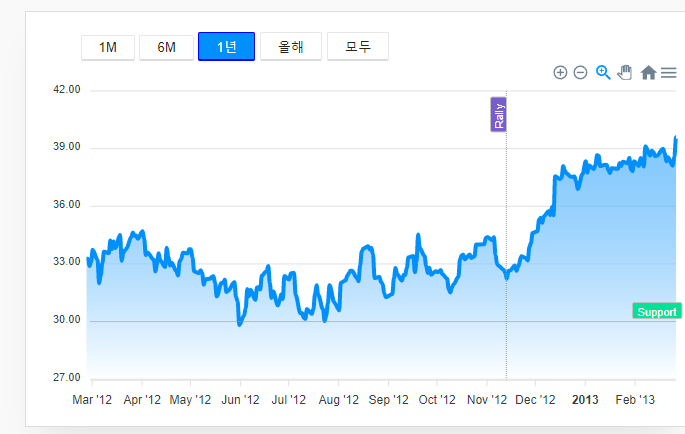 1M 6M 1년 올해 모두
42.00
Rally
39.00
36.00
33.00
30.00
Support
27.00
Mar '12 Apr '12 May '12 Jun '12 Jul '12 Aug '12 Sep '12 Oct '12 Nov '12 Dec '12 2013 Feb '13